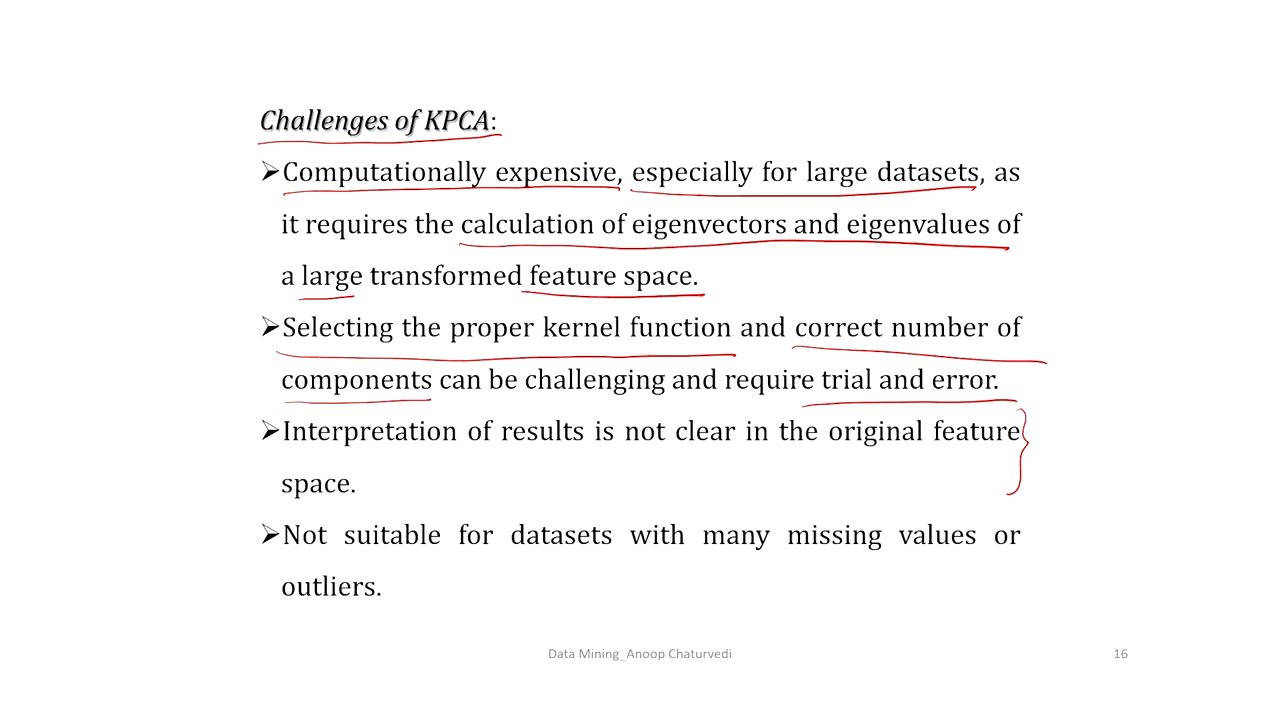 Challenges of KPCA:
➢Computationally expensive, especially for large datasets, as
it requires the calculation of eigenvectors and eigenvalues of
a large transformed feature space.
➢Selecting the proper kernel function and correct number of
components can be challenging and require trial and error.
➢Interpretation of results is not clear in the original feature
space.
➢Not suitable for datasets with many missing values or
outliers.
Data Mining_Anoop Chaturvedi
16